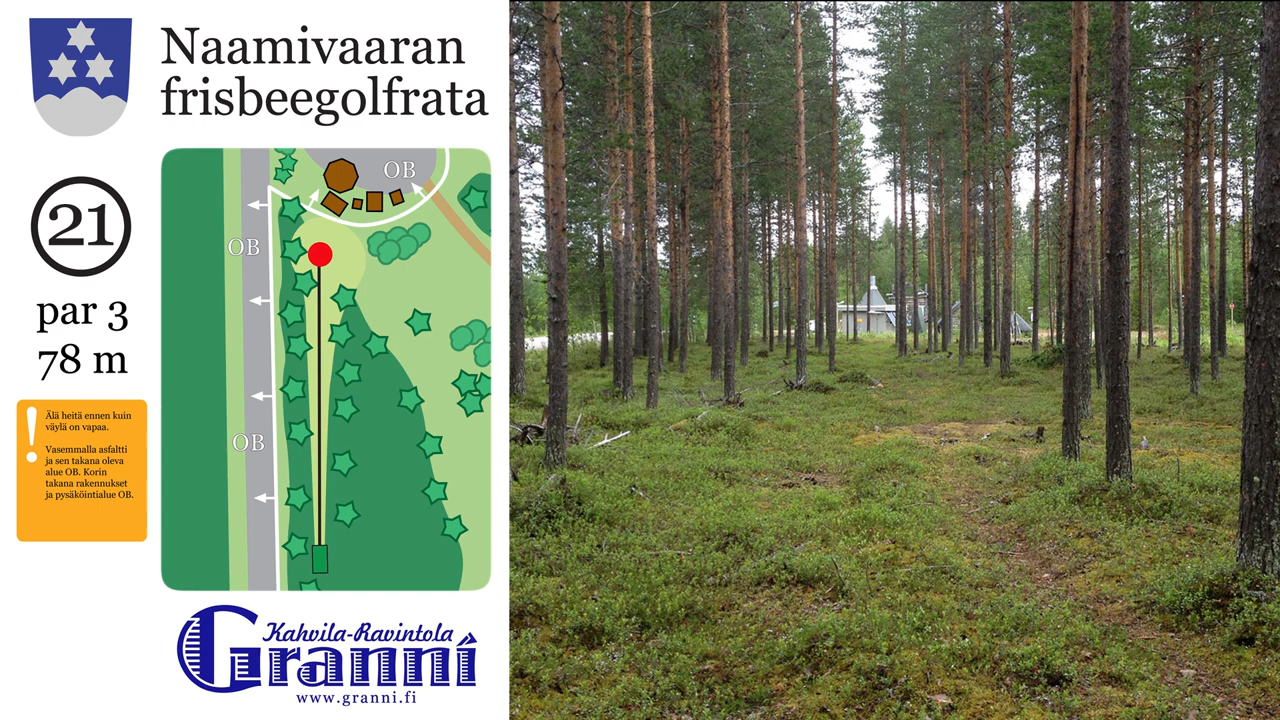 Naamivaaran
frisbeegolfrata
21
par 3
78 m
!
Älä heitä ennen kuin
väylä on vapaa.
Vasemmalla asfaltti
ja sen takana oleva
alue OB. Korin
takana rakennukset
ja pysäköintialue OB.
OB
OB
OB
Kahvila-Ravintola
Granni
www.granni.fi